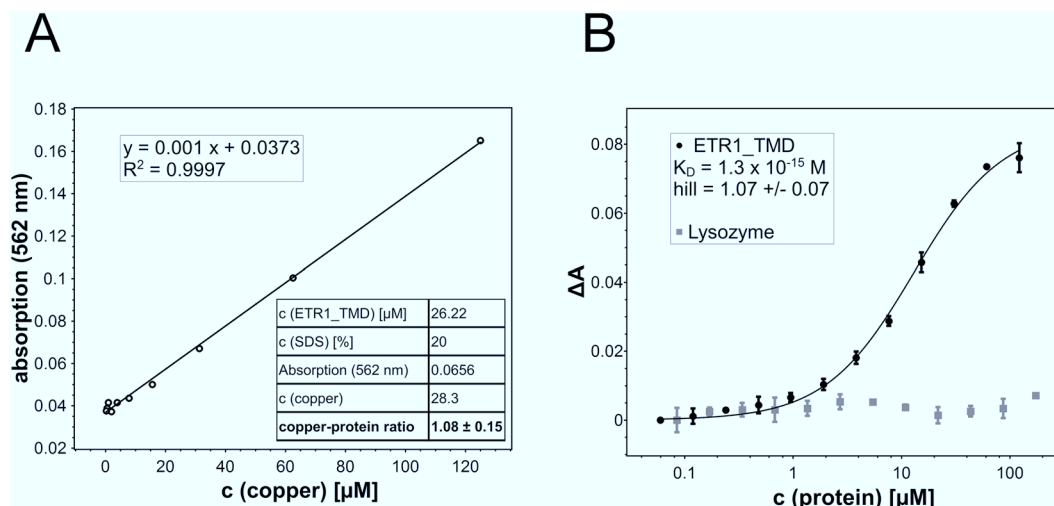 A
absorption (562 nm)
0.18
0.16
0.14
0.12
0.1
0.08
0.06
0.04
0.02
y = 0.001 x + 0.0373
R² = 0.9997
c (ETR1_TMD) [µM] 26.22
c (SDS) [%] 20
Absorption (562 nm) 0.0656
c (copper) 28.3
copper-protein ratio 1.08 ± 0.15
0 20 40 60 80 100 120
c (copper) [µM]
B
ΔA
0.08
0.06
0.04
0.02
0
ETR1_TMD
K_D = 1.3 x 10⁻¹⁵ M
hill = 1.07 +/- 0.07
Lysozyme
0.1 1 10 100
c (protein) [µM]